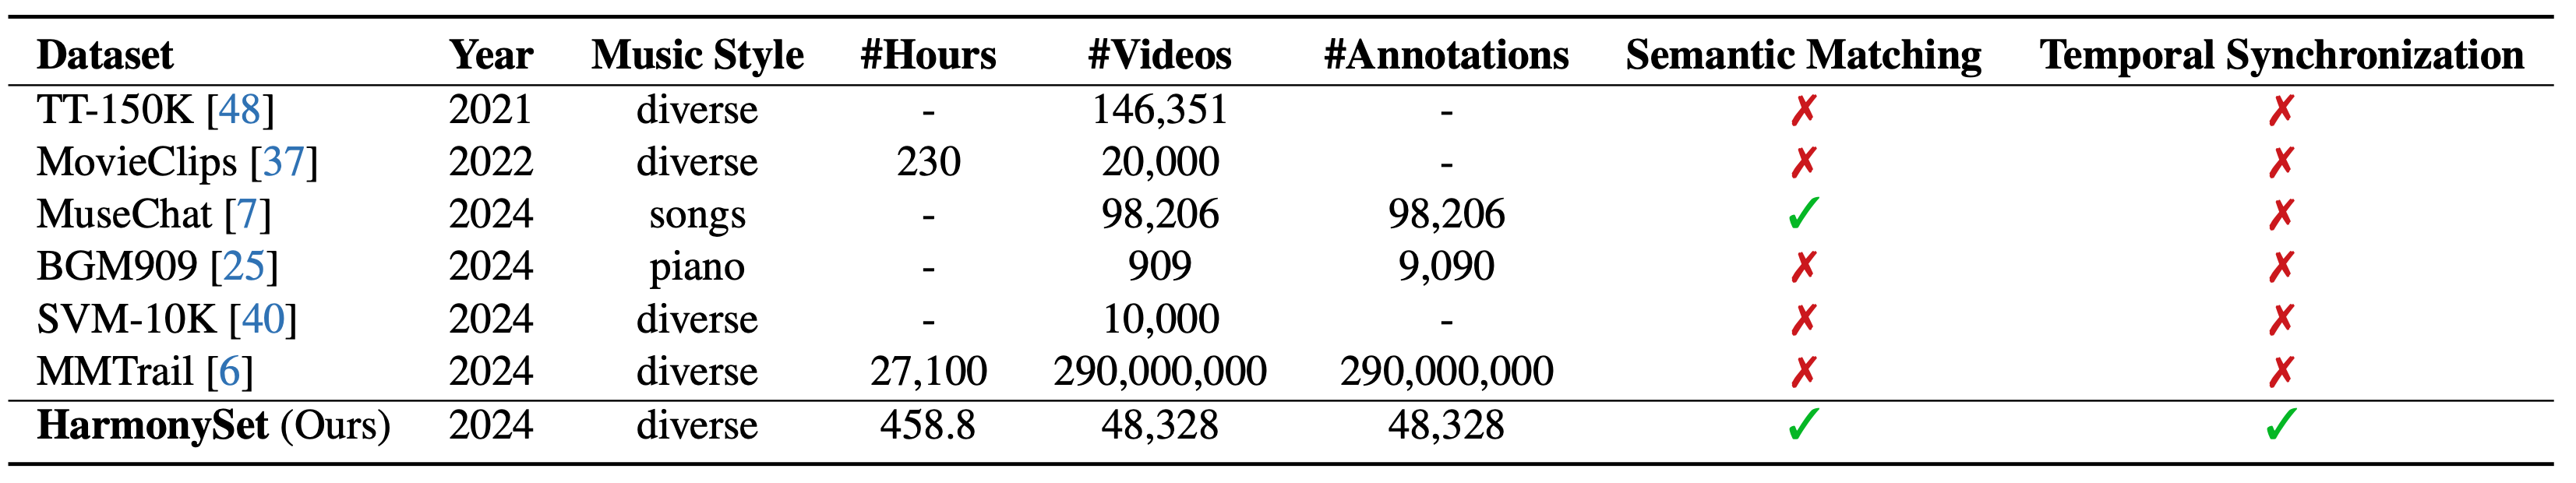 Dataset Year Music Style #Hours #Videos #Annotations Semantic Matching Temporal Synchronization
TT-150K [48] 2021 diverse - 146,351 - ✗ ✗
MovieClips [37] 2022 diverse 230 20,000 - ✗ ✗
MuseChat [7] 2024 songs - 98,206 98,206 ✓ ✗
BGM909 [25] 2024 piano - 909 9,090 ✗ ✗
SVM-10K [40] 2024 diverse - 10,000 - ✗ ✗
MMTrail [6] 2024 diverse 27,100 290,000,000 290,000,000 ✗ ✗
HarmonySet (Ours) 2024 diverse 458.8 48,328 48,328 ✓ ✓